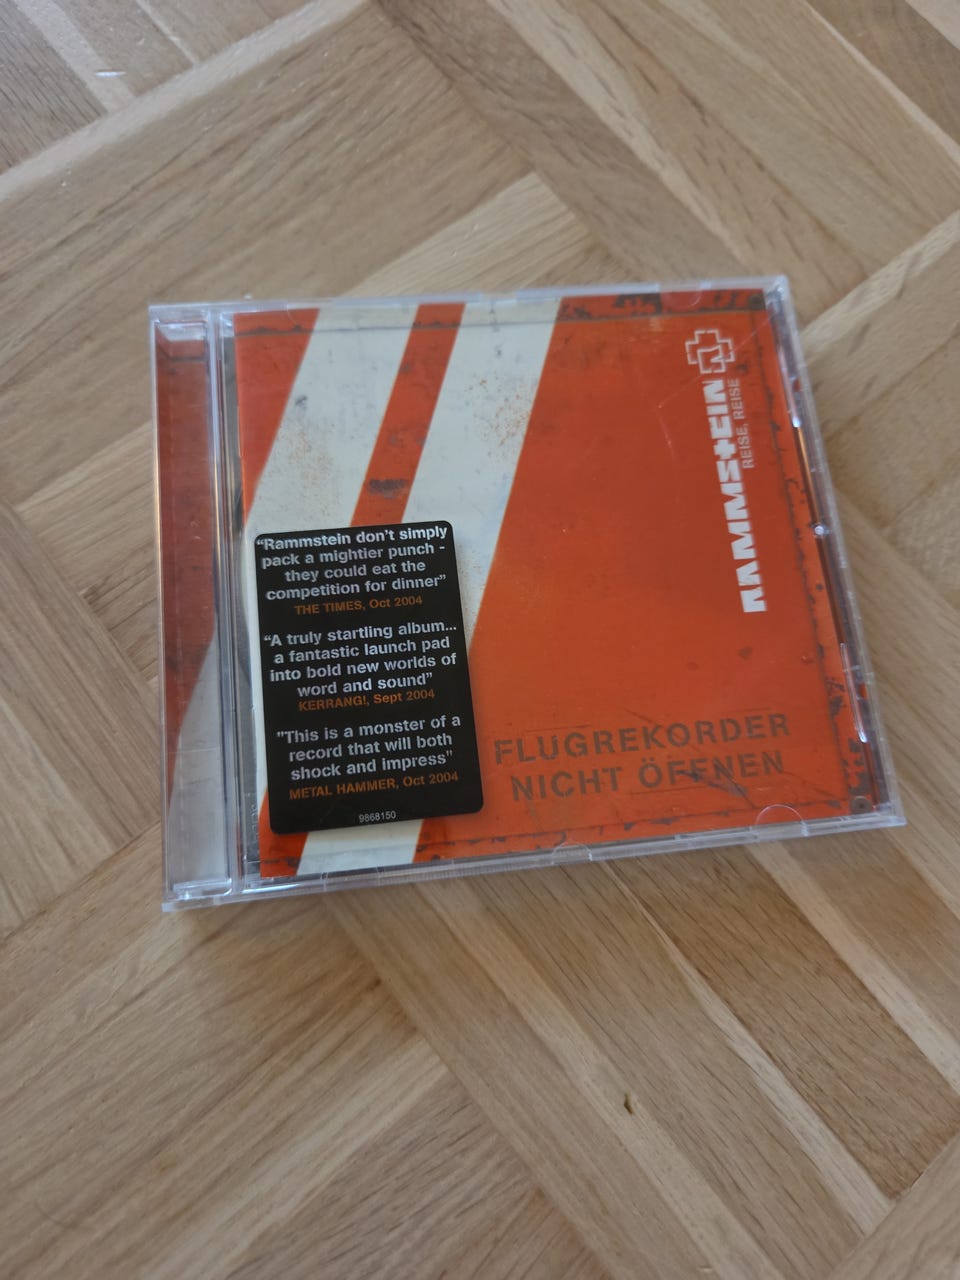 RAMMSTEIN
REISE, REISE
“Rammstein don't simply
pack a mightier punch -
they could eat the
competition for dinner”
THE TIMES, Oct 2004
“A truly startling album...
a fantastic launch pad
into bold new worlds of
word and sound”
KERRANG!, Sept 2004
"This is a monster of a
record that will both
shock and impress"
METAL HAMMER, Oct 2004
9868150
FLUGREKORDER
NICHT ÖFFNEN